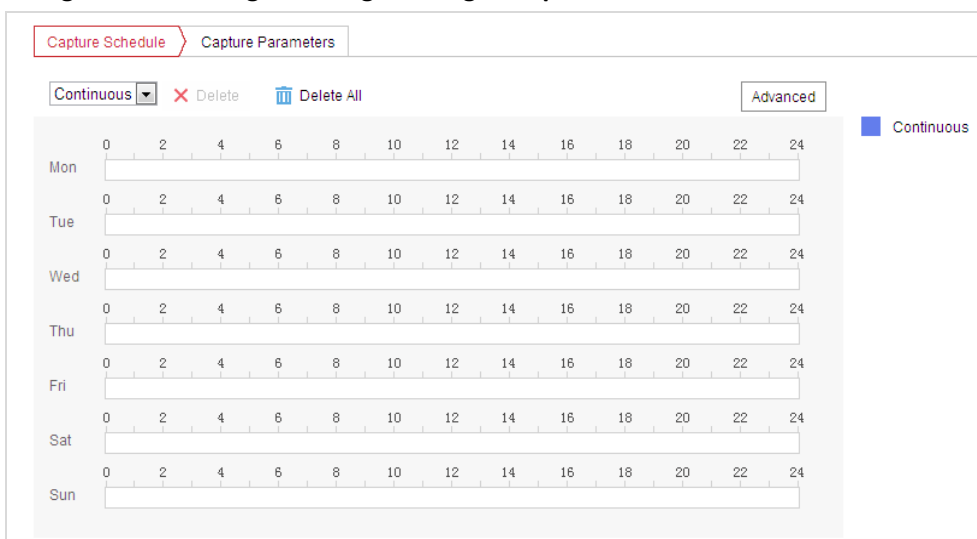 Capture Schedule Capture Parameters
Continuous Delete Delete All Advanced
Continuous
0 2 4 6 8 10 12 14 16 18 20 22 24
Mon
0 2 4 6 8 10 12 14 16 18 20 22 24
Tue
0 2 4 6 8 10 12 14 16 18 20 22 24
Wed
0 2 4 6 8 10 12 14 16 18 20 22 24
Thu
0 2 4 6 8 10 12 14 16 18 20 22 24
Fri
0 2 4 6 8 10 12 14 16 18 20 22 24
Sat
0 2 4 6 8 10 12 14 16 18 20 22 24
Sun